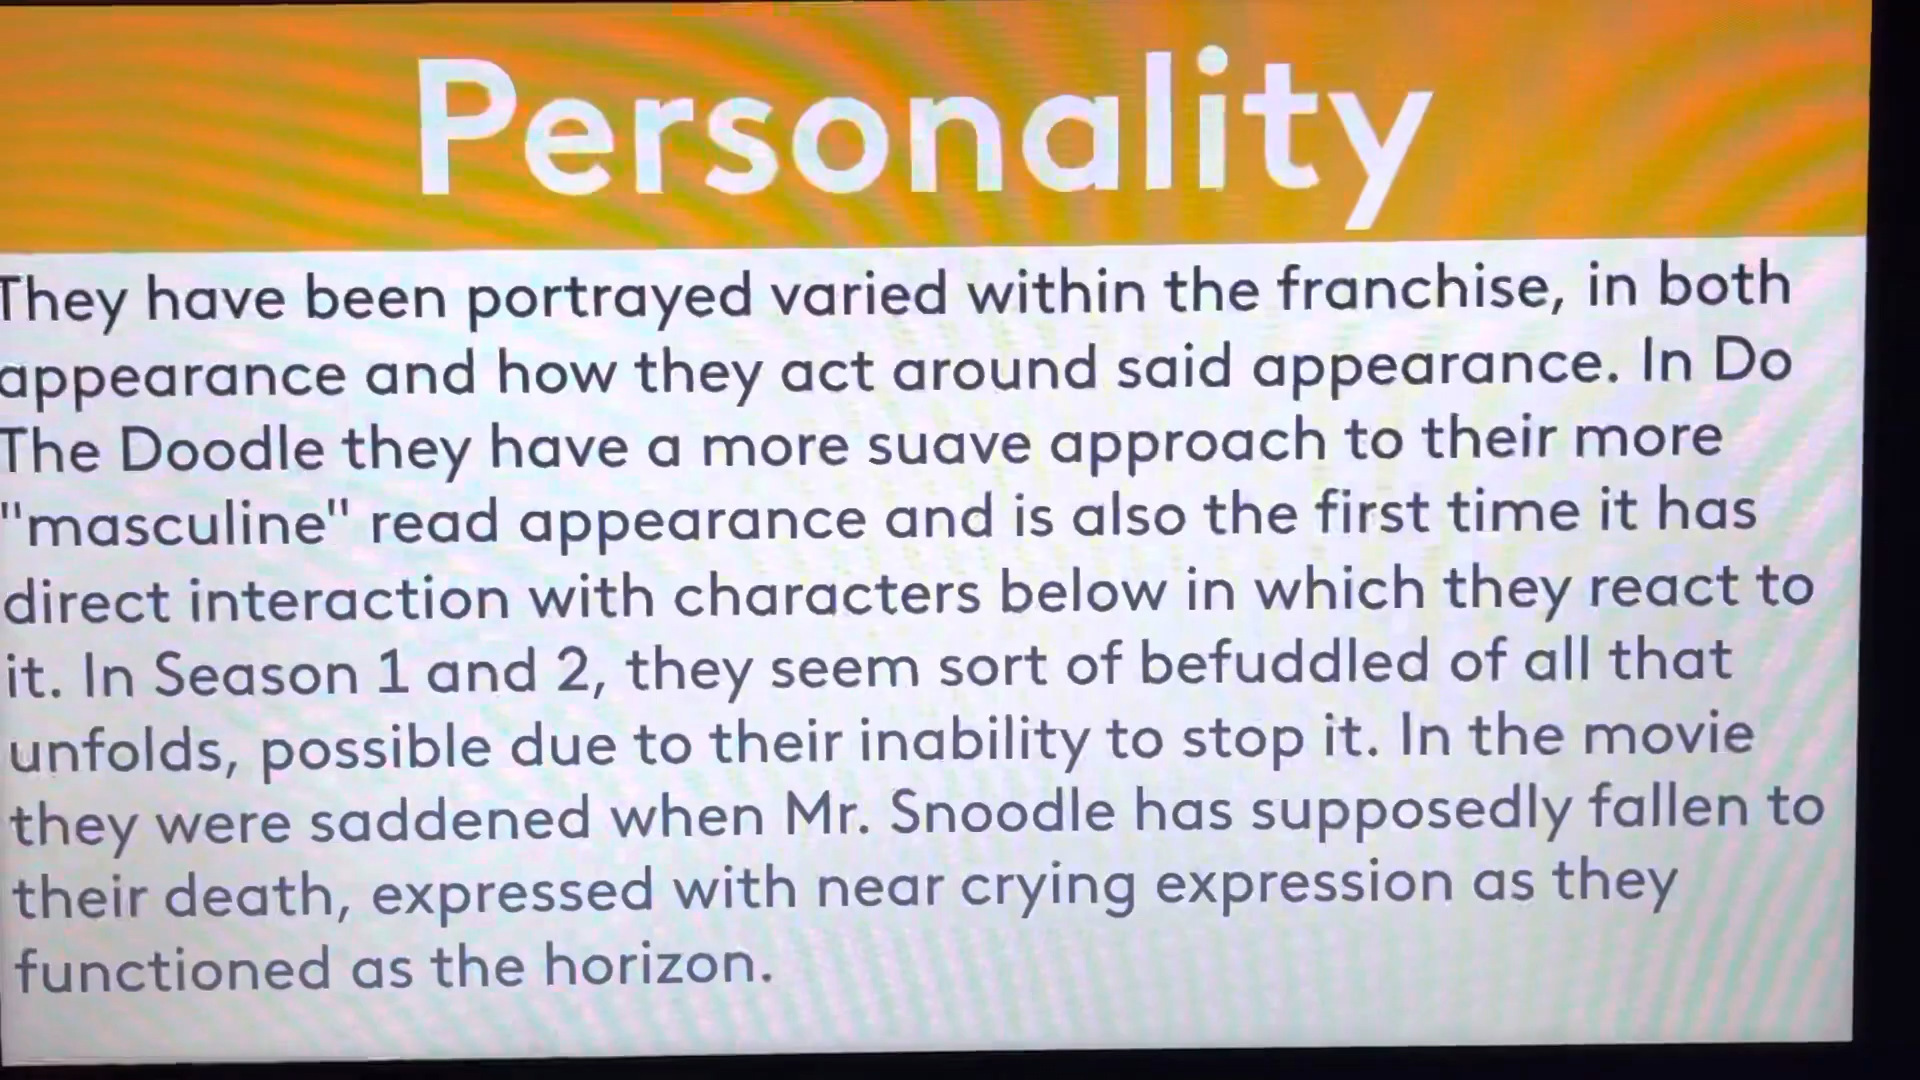 Personality
They have been portrayed varied within the franchise, in both
appearance and how they act around said appearance. In Do
The Doodle they have a more suave approach to their more
"masculine" read appearance and is also the first time it has
direct interaction with characters below in which they react to
it. In Season 1 and 2, they seem sort of befuddled of all that
unfolds, possible due to their inability to stop it. In the movie
they were saddened when Mr. Snoodle has supposedly fallen to
their death, expressed with near crying expression as they
functioned as the horizon.